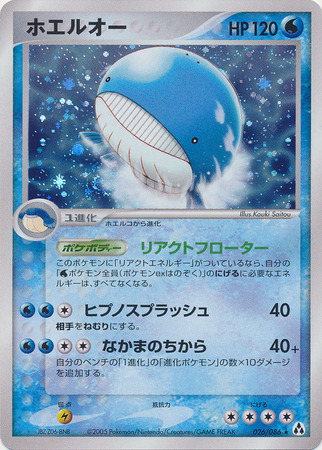 ホエルオー HP120
Illus. Kouki Saitou
1進化 ホエルコから進化
ポケボディー リアクトフローター
このポケモンに「リアクトエネルギー」がついているなら、自分の
「水ポケモン全員(ポケモンexはのぞく)」のにげるに必要なエネ
ルギーは、すべてなくなる。
ヒプノスプラッシュ 40
相手をねむりにする。
なかまのちから 40+
自分のベンチの「1進化」の「進化ポケモン」の数×10ダメージ
を追加します。
弱点 抵抗力 にげる
©2005 Pokémon/Nintendo/Creatures/GAME FREAK. 026/086 ★